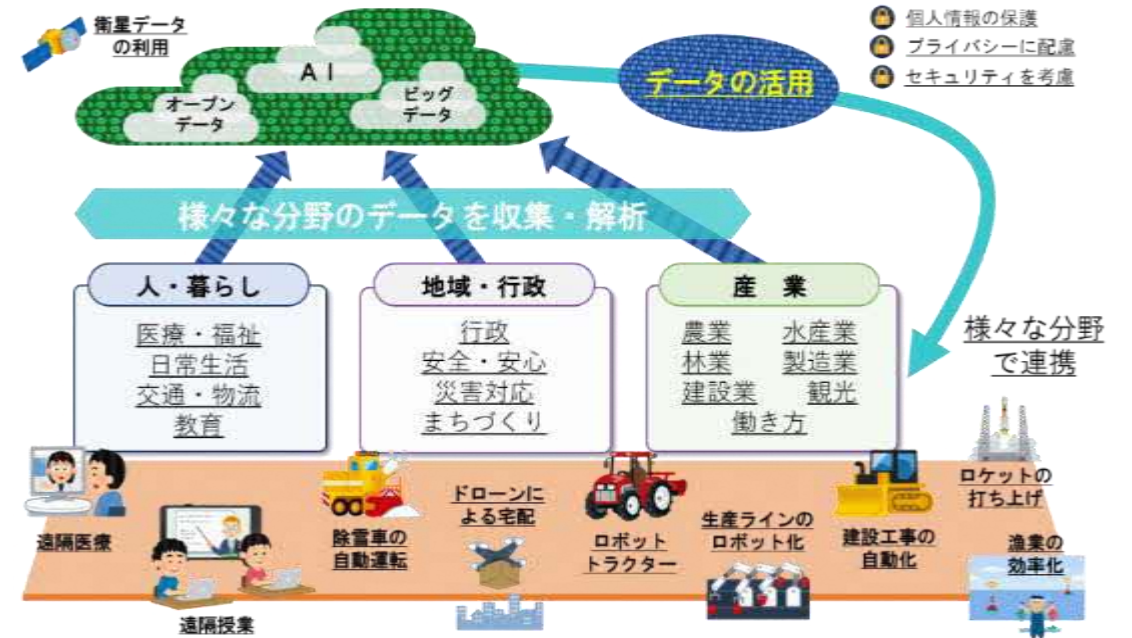 衛星データ
の利用
AI
オープン
データ
ビッグ
データ
データの活用
個人情報の保護
プライバシーに配慮
セキュリティを考慮
様々な分野のデータを収集・解析
人・暮らし
医療・福祉
日常生活
交通・物流
教育
地域・行政
行政
安全・安心
災害対応
まちづくり
産 業
農業 水産業
林業 製造業
建設業 観光
働き方
様々な分野
で連携
遠隔医療
遠隔授業
除雪車の
自動運転
ドローンに
よる宅配
ロボット
トラクター
生産ラインの
ロボット化
建設工事の
自動化
ロケットの
打ち上げ
漁業の
効率化